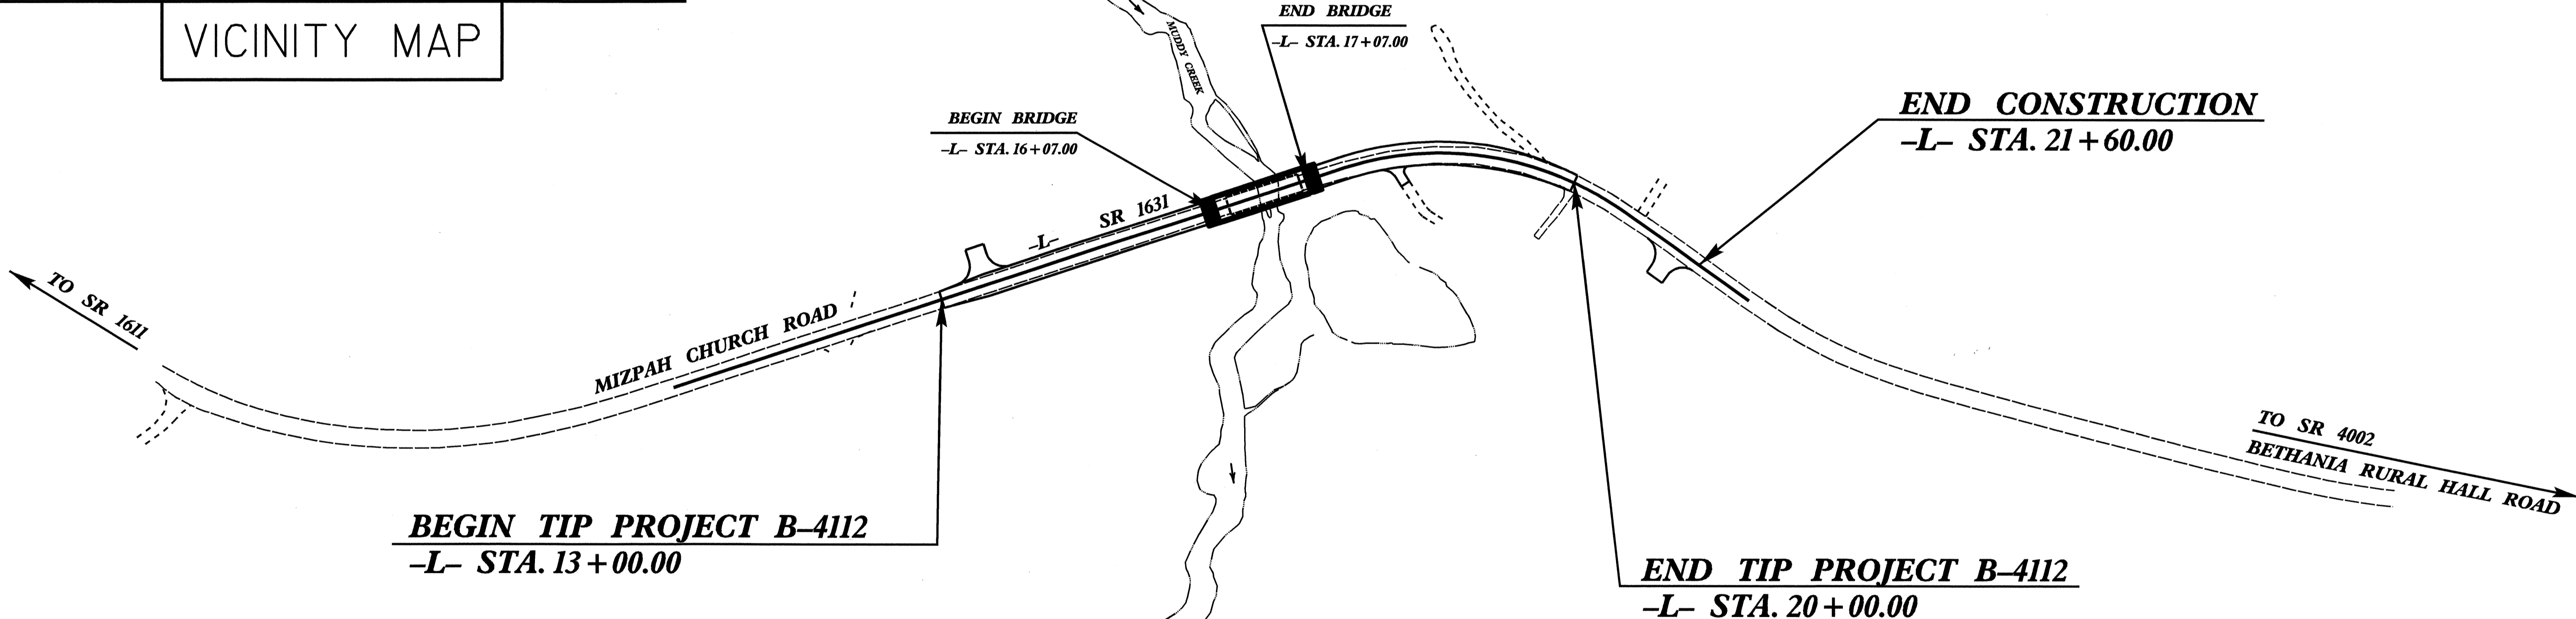 VICINITY MAP
END BRIDGE
–L– STA. 17+07.00
MUDDY CREEK
BEGIN BRIDGE
–L– STA. 16+07.00
END CONSTRUCTION
–L– STA. 21+60.00
SR 1631
–L–
TO SR 1611
MIZPAH CHURCH ROAD
TO SR 4002
BETHANIA RURAL HALL ROAD
BEGIN TIP PROJECT B–4112
–L– STA. 13+00.00
END TIP PROJECT B–4112
–L– STA. 20+00.00